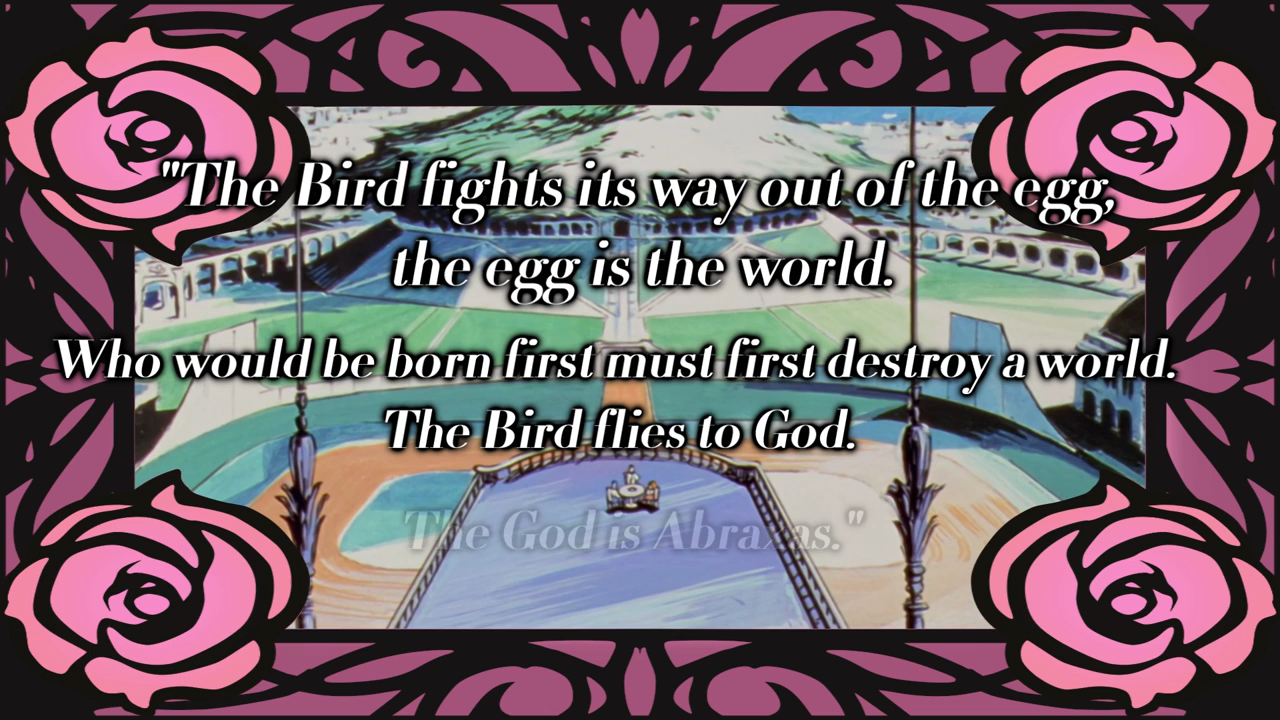 "The Bird fights its way out of the egg,
the egg is the world.
Who would be born first must first destroy a world.
The Bird flies to God.
The God is Abraxas."